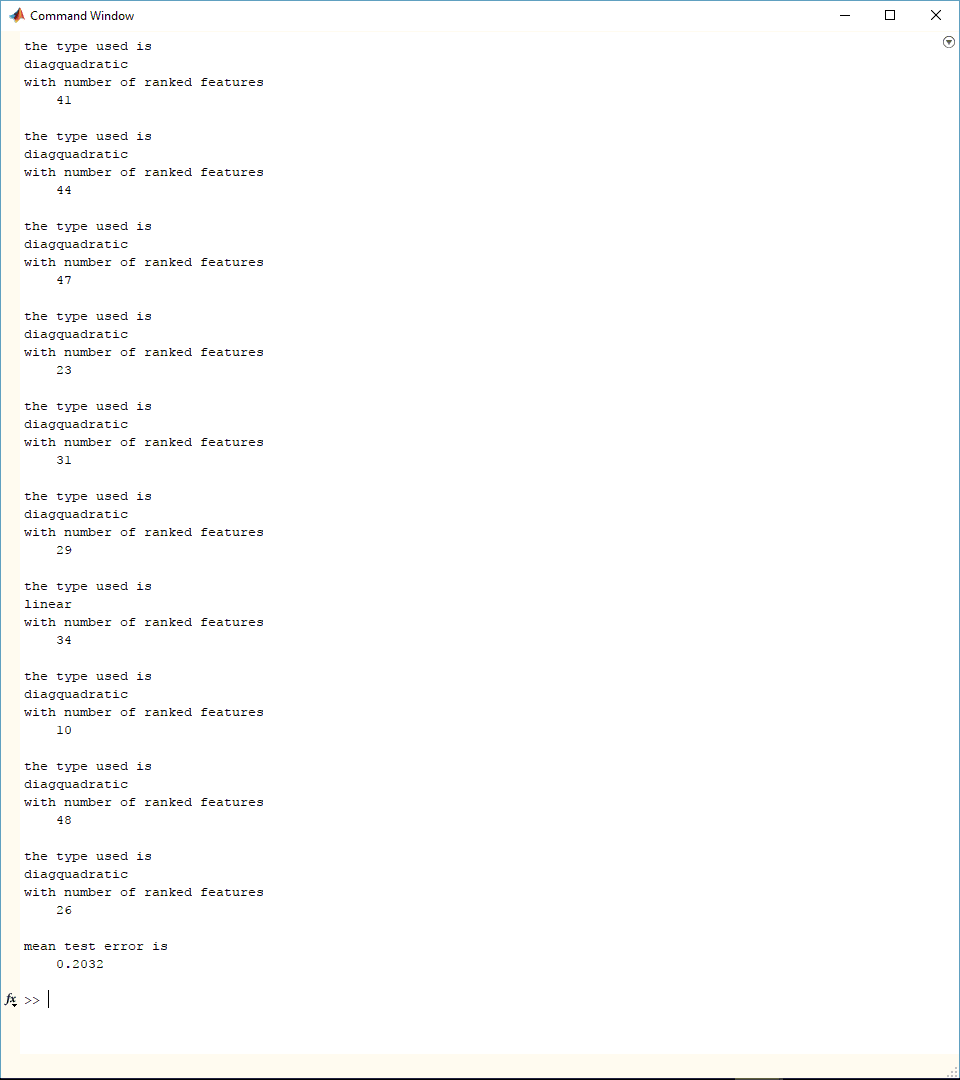 Command Window
the type used is
diagquadratic
with number of ranked features
41
the type used is
diagquadratic
with number of ranked features
44
the type used is
diagquadratic
with number of ranked features
47
the type used is
diagquadratic
with number of ranked features
23
the type used is
diagquadratic
with number of ranked features
31
the type used is
diagquadratic
with number of ranked features
29
the type used is
linear
with number of ranked features
34
the type used is
diagquadratic
with number of ranked features
10
the type used is
diagquadratic
with number of ranked features
48
the type used is
diagquadratic
with number of ranked features
26
mean test error is
0.2032
fx >>